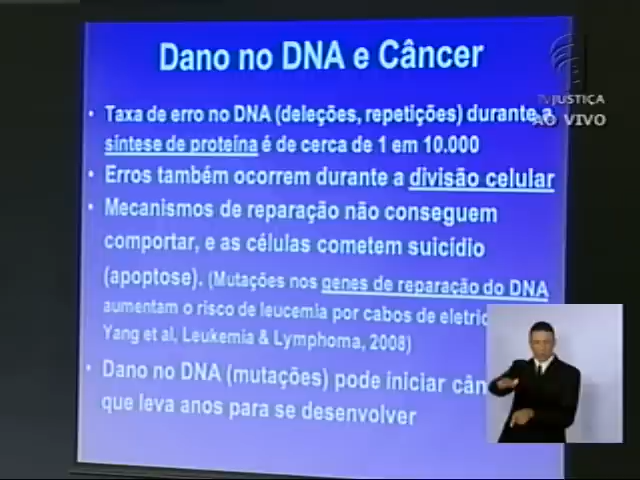 Dano no DNA e Câncer
• Taxa de erro no DNA (deleções, repetições) durante a
síntese de proteína é de cerca de 1 em 10.000
• Erros também ocorrem durante a divisão celular
• Mecanismos de reparação não conseguem
comportar, e as células cometem suicídio
(apoptose). (Mutações nos genes de reparação do DNA
aumentam o risco de leucemia por cabos de
Yang et al, Leukemia & Lymphoma, 2008)
• Dano no DNA (mutações) pode iniciar
que leva anos para se desenvolver
TV JUSTIÇA
AO VIVO